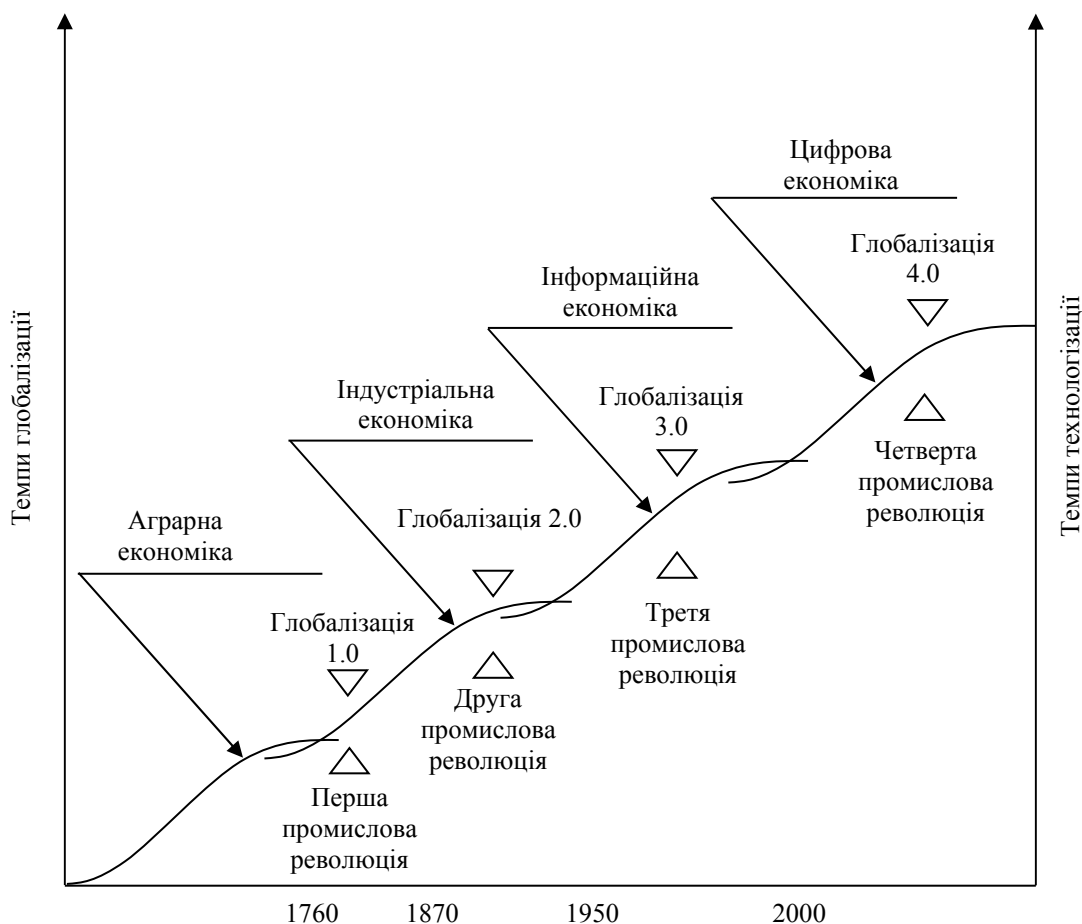 Цифрова
економіка
Глобалізація
4.0
Інформаційна
економіка
Індустріальна
економіка
Глобалізація
3.0
Четверта
промислова
революція
Аграрна
економіка
Глобалізація 2.0
Третя
промислова
революція
Глобалізація
1.0
Друга
промислова
революція
Перша
промислова
революція
Темпи глобалізації
Темпи технологізації
1760 1870 1950 2000